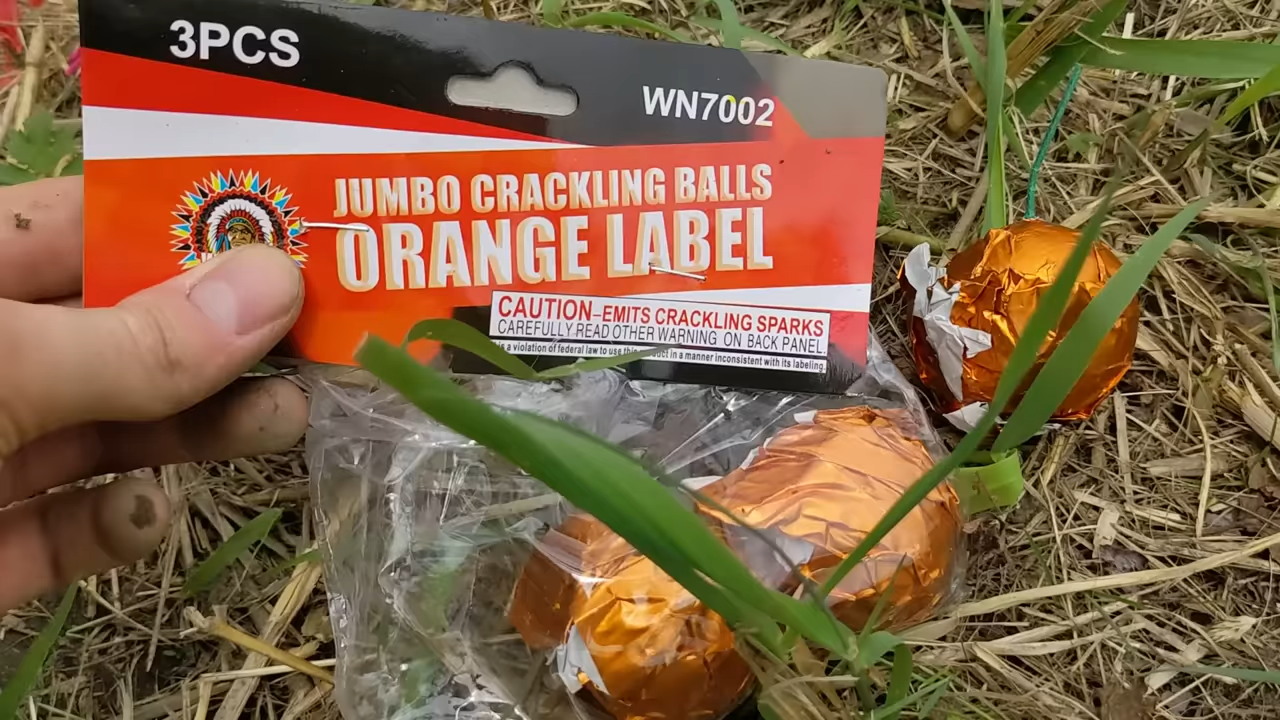 3PCS
WN7002
JUMBO CRACKLING BALLS
ORANGE LABEL
CAUTION-EMITS CRACKLING SPARKS
CAREFULLY READ OTHER WARNING ON BACK PANEL.
is a violation of federal law to use this product in a manner inconsistent with its labeling.